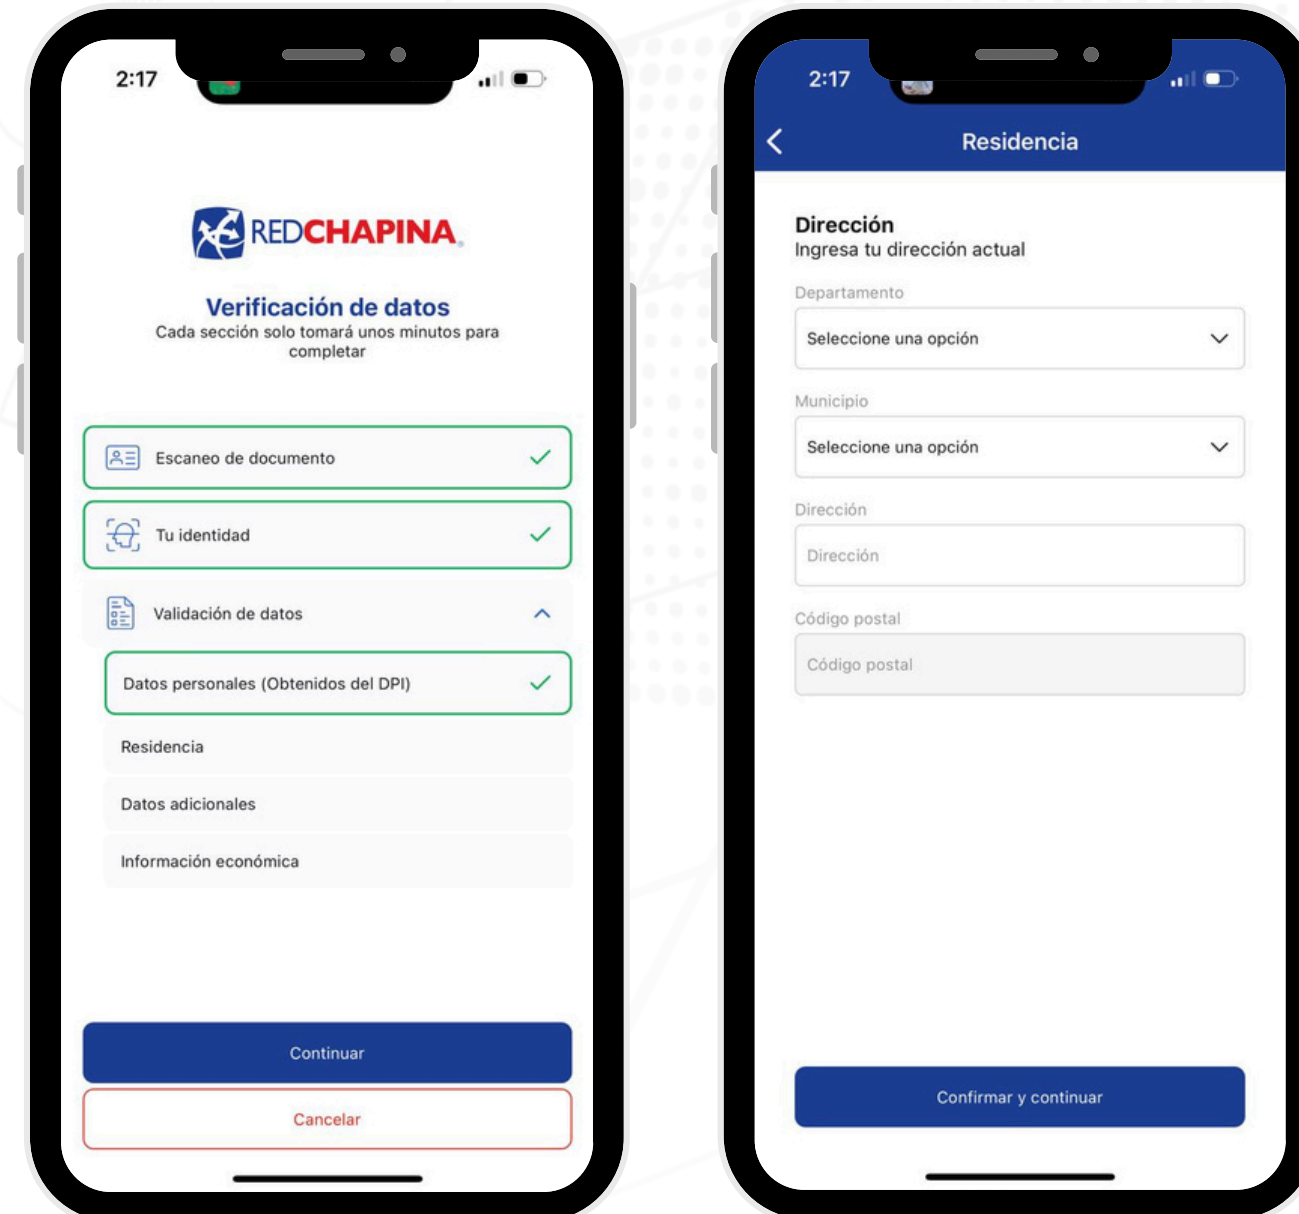 2:17
REDCHAPINA
Verificación de datos
Cada sección solo tomará unos minutos para
completar
Escaneo de documento
Tu identidad
Validación de datos
Datos personales (Obtenidos del DPI)
Residencia
Datos adicionales
Información económica
Continuar
Cancelar
2:17
Residencia
Dirección
Ingresa tu dirección actual
Departamento
Seleccione una opción
Municipio
Seleccione una opción
Dirección
Dirección
Código postal
Código postal
Confirmar y continuar